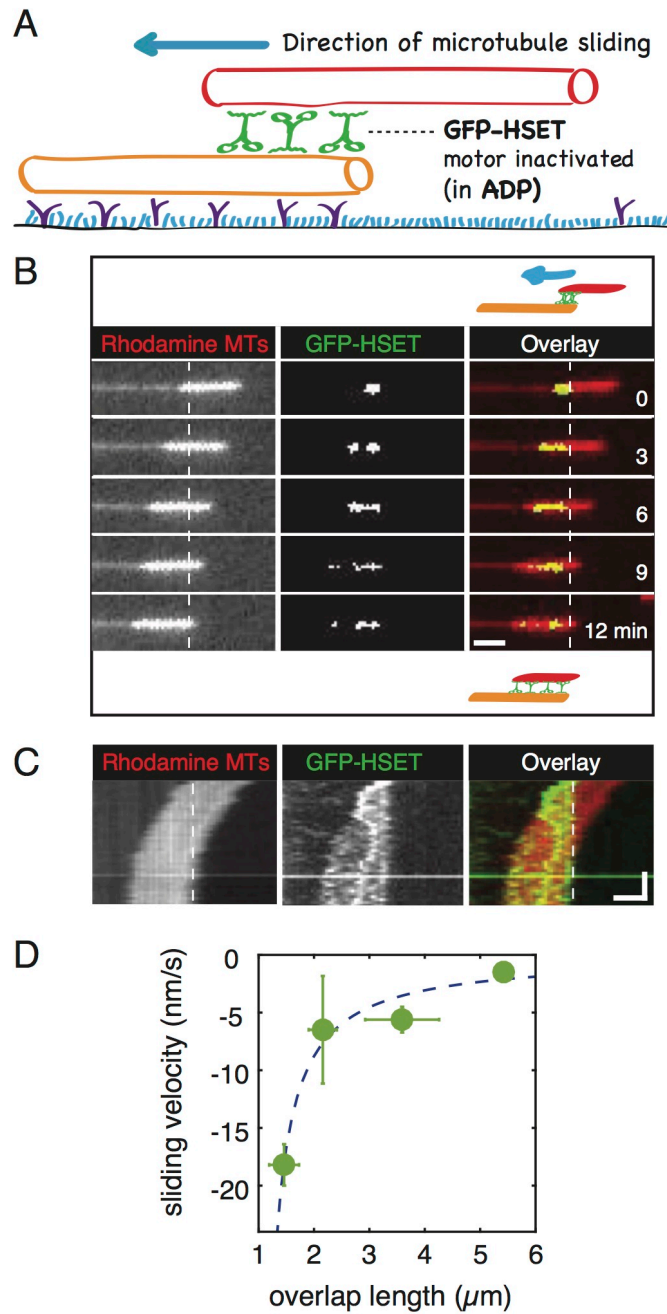 A
Direction of microtubule sliding
GFP-HSET
motor inactivated
(in ADP)
B
Rhodamine MTs
GFP-HSET
Overlay
0
3
6
9
12 min
C
Rhodamine MTs
GFP-HSET
Overlay
D
sliding velocity (nm/s)
0
-5
-10
-15
-20
1 2 3 4 5 6
overlap length (µm)